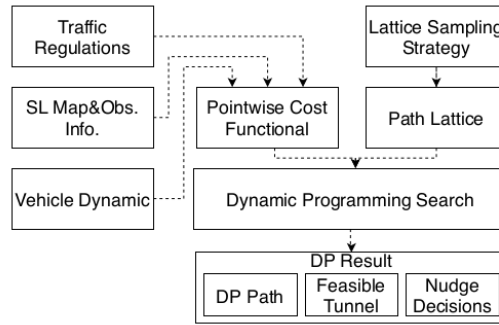 Traffic
Regulations
Lattice Sampling
Strategy
SL Map&Obs.
Info.
Pointwise Cost
Functional
Path Lattice
Vehicle Dynamic
Dynamic Programming Search
DP Result
DP Path
Feasible
Tunnel
Nudge
Decisions